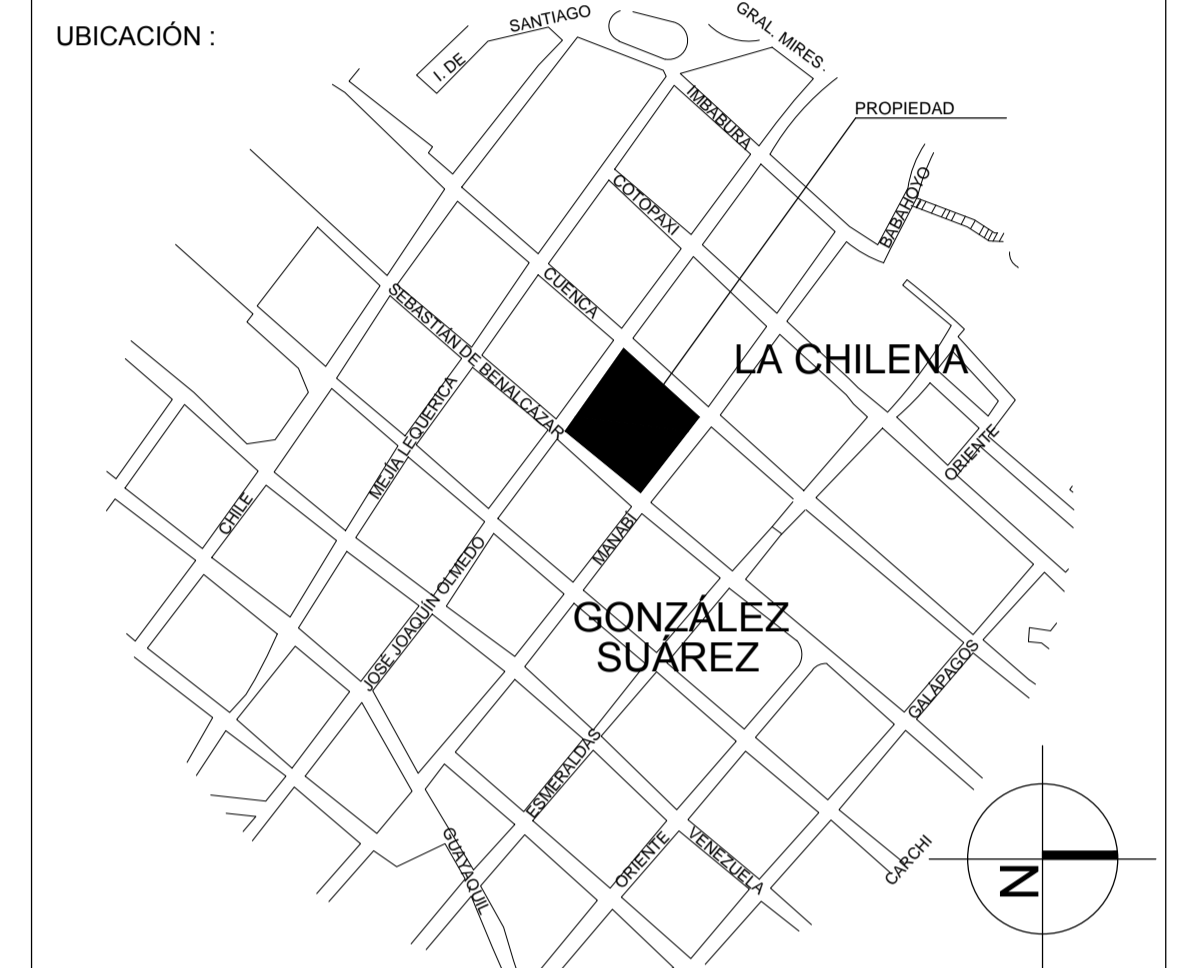 UBICACIÓN :
SANTIAGO
GRAL. MIRES.
I. DE
IMBABURA
PROPIEDAD
COTOPAXI
BABAHOYO
CUENCA
SEBASTIÁN DE BENALCÁZAR
LA CHILENA
MEJÍA LEQUERICA
ORIENTE
CHILE
MANABÍ
JOSÉ JOAQUÍN OLMEDO
GONZÁLEZ
SUÁREZ
GALAPAGOS
ESMERALDAS
GUAYAQUIL
ORIENTE
VENEZUELA
CARCHI
N